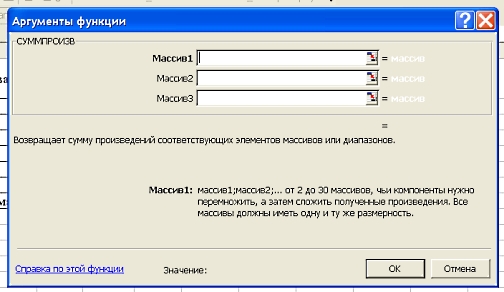 Аргументы функции
СУММПРОИЗВ
Массив1 = массив
Массив2 = массив
Массив3 = массив
=
Возвращает сумму произведений соответствующих элементов массивов или диапазонов.
Массив1: массив1;массив2;... от 2 до 30 массивов, чьи компоненты нужно
перемножить, а затем сложить полученные произведения. Все
массивы должны иметь одну и ту же размерность.
Справка по этой функции Значение: ОК Отмена